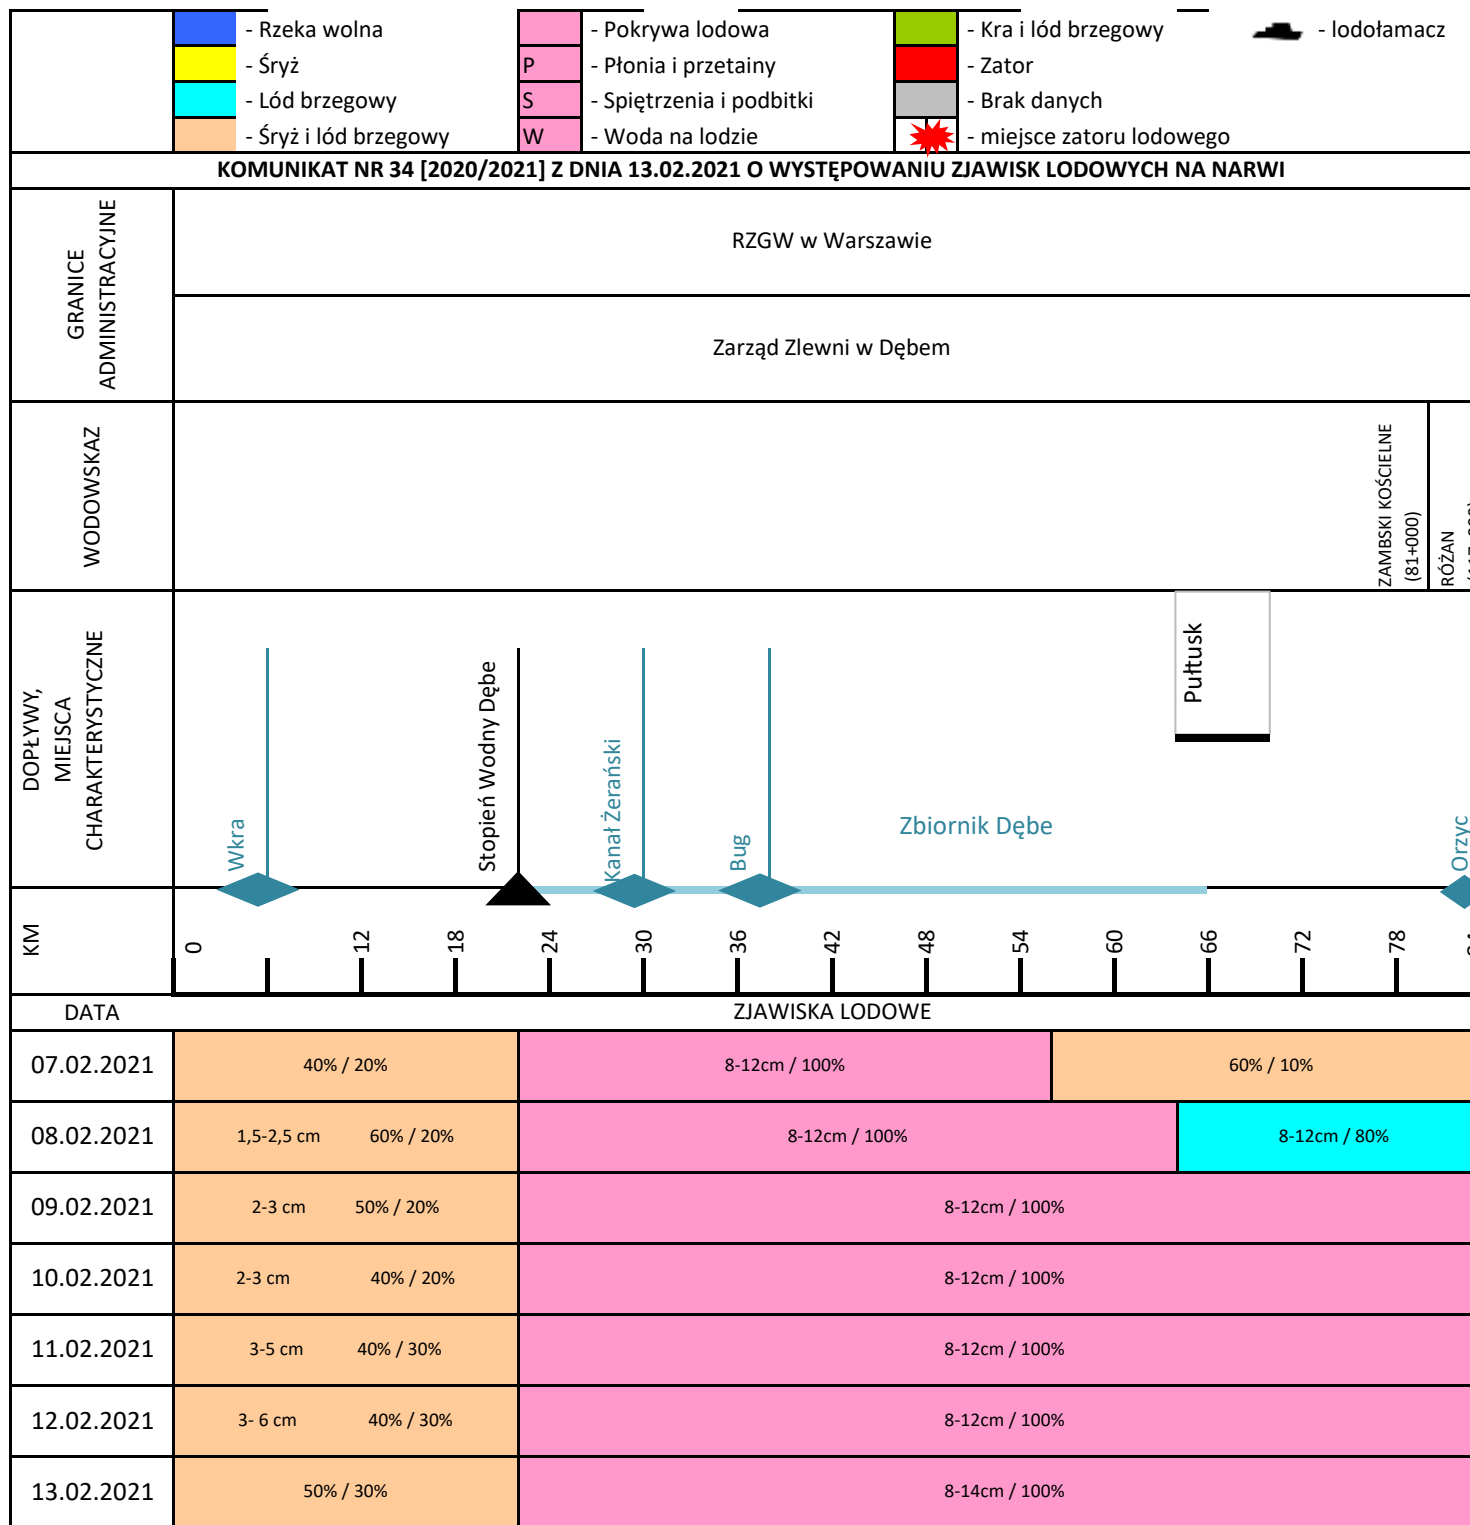 - Rzeka wolna
- Pokrywa lodowa
- Kra i lód brzegowy
- lodołamacz
- Śryż
P
- Płonia i przetainy
- Zator
- Lód brzegowy
S
- Spiętrzenia i podbitki
- Brak danych
- Śryż i lód brzegowy
W
- Woda na lodzie
- miejsce zatoru lodowego
KOMUNIKAT NR 34 [2020/2021] Z DNIA 13.02.2021 O WYSTĘPOWANIU ZJAWISK LODOWYCH NA NARWI
GRANICE
ADMINISTRACYJNE
RZGW w Warszawie
Zarząd Zlewni w Dębem
WODOWSKAZ
ZAMBSKI KOŚCIELNE
(81+000)
RÓŻAN
DOPŁYWY,
MIEJSCA
CHARAKTERYSTYCZNE
Wkra
Stopień Wodny Dębe
Kanał Żerański
Bug
Zbiornik Dębe
Pułtusk
Orzyc
KM
0
12
18
24
30
36
42
48
54
60
66
72
78
DATA
ZJAWISKA LODOWE
07.02.2021
40% / 20%
8-12cm / 100%
60% / 10%
08.02.2021
1,5-2,5 cm 60% / 20%
8-12cm / 100%
8-12cm / 80%
09.02.2021
2-3 cm 50% / 20%
8-12cm / 100%
10.02.2021
2-3 cm 40% / 20%
8-12cm / 100%
11.02.2021
3-5 cm 40% / 30%
8-12cm / 100%
12.02.2021
3- 6 cm 40% / 30%
8-12cm / 100%
13.02.2021
50% / 30%
8-14cm / 100%